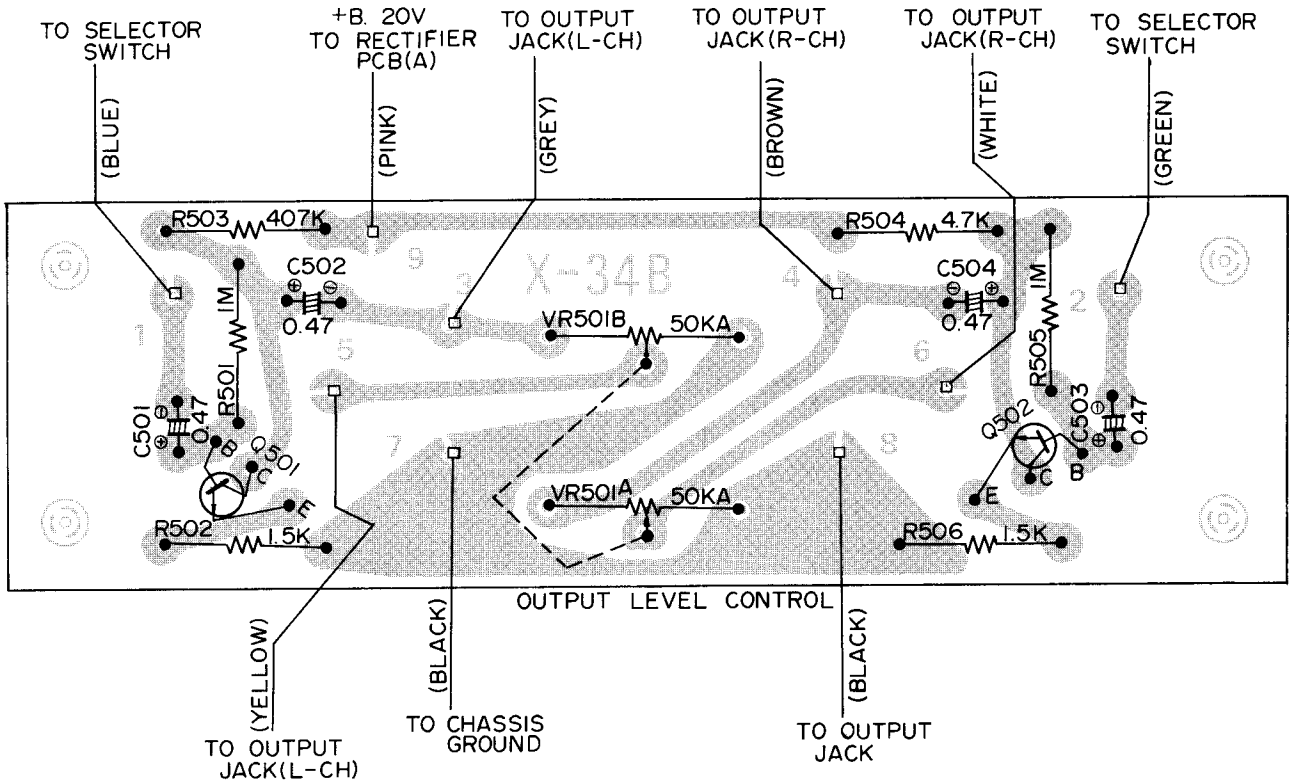 TO SELECTOR
SWITCH
+B. 20V
TO RECTIFIER
PCB(A)
TO OUTPUT
JACK(L-CH)
TO OUTPUT
JACK(R-CH)
TO OUTPUT
JACK(R-CH)
TO SELECTOR
SWITCH
(BLUE)
(PINK)
(GREY)
(BROWN)
(WHITE)
(GREEN)
R503 407K
R504 4.7K
9
X-34B
C502
⊕ ⊖
0.47
3
4
C504
⊖ ⊕
0.47
1M
R501
1M
R505
1
2
VR501B 50KA
5
6
C501
⊖ ⊕
0.47
B
Q501
C
E
7
8
Q502
C503
⊖ ⊕
0.47
E
C
B
VR501A 50KA
R502 1.5K
R506 1.5K
OUTPUT LEVEL CONTROL
(YELLOW)
(BLACK)
(BLACK)
TO OUTPUT
JACK(L-CH)
TO CHASSIS
GROUND
TO OUTPUT
JACK